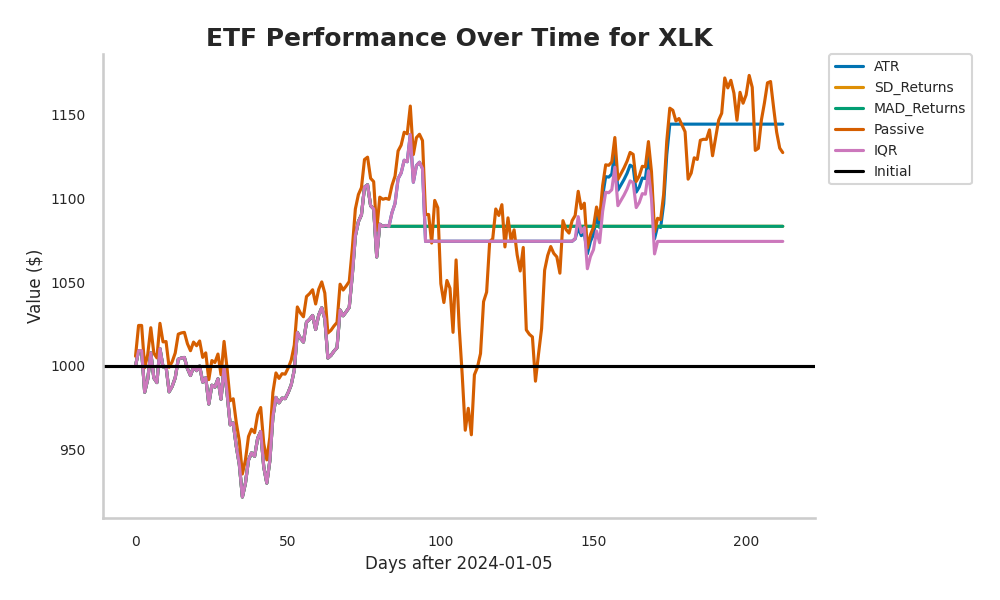 ETF Performance Over Time for XLK
ATR
SD_Returns
MAD_Returns
Passive
IQR
Initial
Value ($)
1150
1100
1050
1000
950
0 50 100 150 200
Days after 2024-01-05